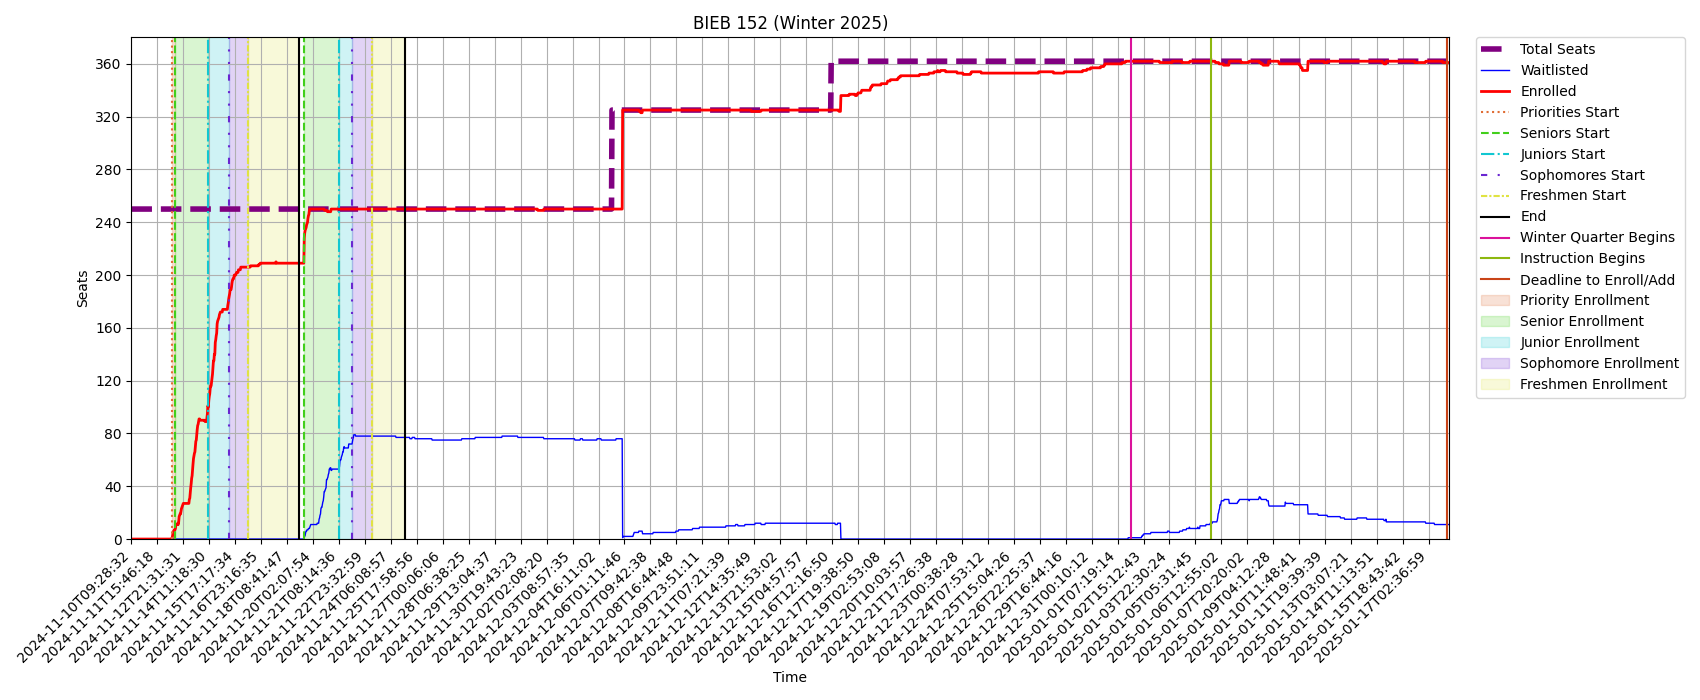 BIEB 152 (Winter 2025)
Total Seats
Waitlisted
Enrolled
Priorities Start
Seniors Start
Juniors Start
Sophomores Start
Freshmen Start
End
Winter Quarter Begins
Instruction Begins
Deadline to Enroll/Add
Priority Enrollment
Senior Enrollment
Junior Enrollment
Sophomore Enrollment
Freshmen Enrollment
Seats
360
320
280
240
200
160
120
80
40
0
2024-11-10T09:28:32
2024-11-11T15:46:18
2024-11-12T21:31:31
2024-11-14T11:18:30
2024-11-15T17:17:34
2024-11-16T23:16:35
2024-11-18T08:41:47
2024-11-20T02:07:54
2024-11-21T08:14:36
2024-11-22T23:32:59
2024-11-24T06:08:57
2024-11-25T17:58:56
2024-11-27T00:06:06
2024-11-28T06:38:25
2024-11-29T13:04:37
2024-11-30T19:43:23
2024-12-02T02:08:20
2024-12-03T08:57:35
2024-12-04T16:11:02
2024-12-06T01:11:46
2024-12-07T09:42:38
2024-12-08T16:44:48
2024-12-09T23:51:11
2024-12-11T07:21:39
2024-12-12T14:35:49
2024-12-13T21:53:02
2024-12-15T04:57:57
2024-12-16T12:16:50
2024-12-17T19:38:50
2024-12-19T02:53:08
2024-12-20T10:03:57
2024-12-21T17:26:38
2024-12-23T00:38:28
2024-12-24T07:53:12
2024-12-25T15:04:26
2024-12-26T22:25:37
2024-12-29T16:44:16
2024-12-31T00:10:12
2025-01-01T07:19:14
2025-01-02T15:12:43
2025-01-03T22:30:24
2025-01-05T05:31:45
2025-01-06T12:55:02
2025-01-07T20:20:02
2025-01-09T04:12:28
2025-01-10T11:48:41
2025-01-11T19:39:39
2025-01-13T03:07:21
2025-01-14T11:13:51
2025-01-15T18:43:42
2025-01-17T02:36:59
Time